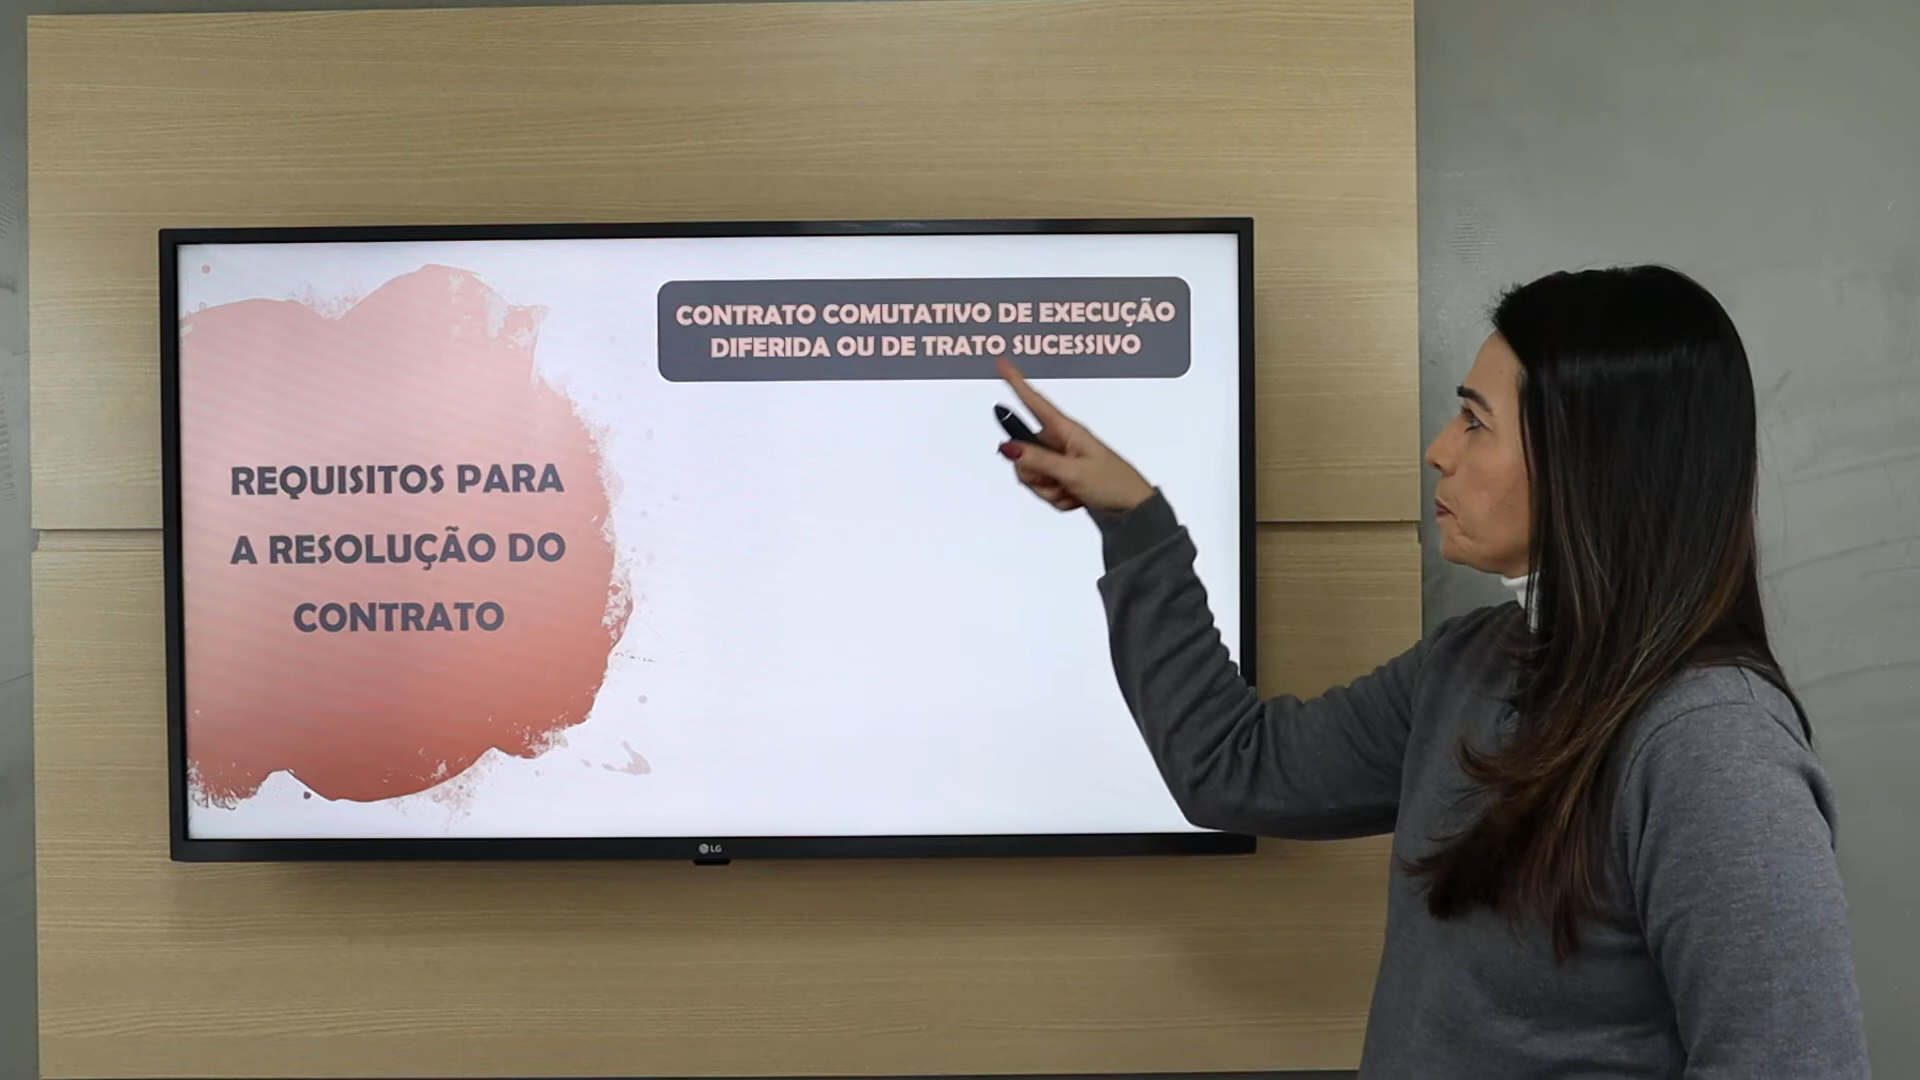 CONTRATO COMUTATIVO DE EXECUÇÃO
DIFERIDA OU DE TRATO SUCESSIVO
REQUISITOS PARA
A RESOLUÇÃO DO
CONTRATO
LG